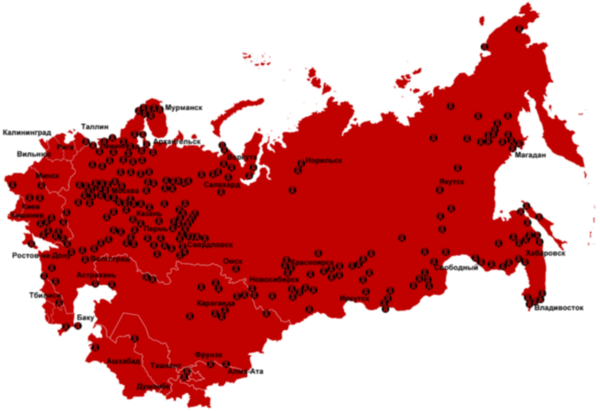 Мурманск
Таллин
Калининград
Архангельск
Рига
Вильнюс
Воркута
Норильск
Магадан
Минск
Салехард
Москва
Якутск
Киев
Казань
Кишинев
Пермь
Свердловск
Хабаровск
Ростов-на-Дону
Волгоград
Омск
Красноярск
Свободный
Астрахань
Новосибирск
Тбилиси
Караганда
Иркутск
Владивосток
Баку
Фрунзе
Ашхабад
Ташкент
Алма-Ата
Душанбе